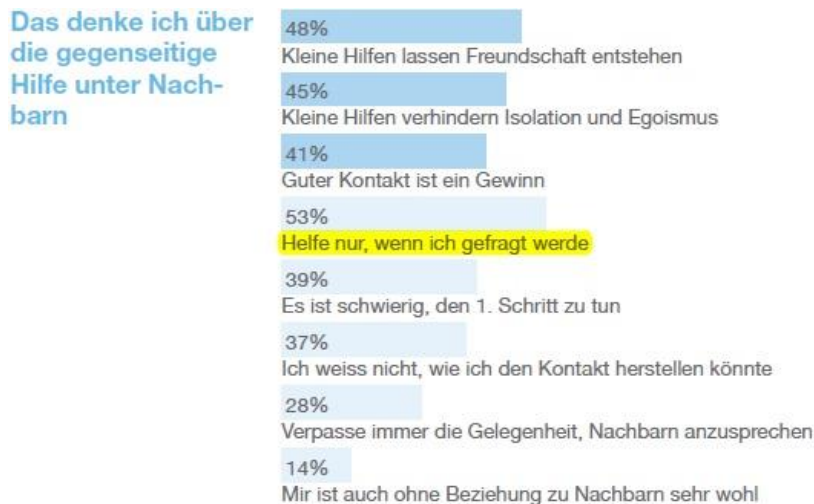 Das denke ich über
die gegenseitige
Hilfe unter Nach-
barn
48%
Kleine Hilfen lassen Freundschaft entstehen
45%
Kleine Hilfen verhindern Isolation und Egoismus
41%
Guter Kontakt ist ein Gewinn
53%
Helfe nur, wenn ich gefragt werde
39%
Es ist schwierig, den 1. Schritt zu tun
37%
Ich weiss nicht, wie ich den Kontakt herstellen könnte
28%
Verpasse immer die Gelegenheit, Nachbarn anzusprechen
14%
Mir ist auch ohne Beziehung zu Nachbarn sehr wohl